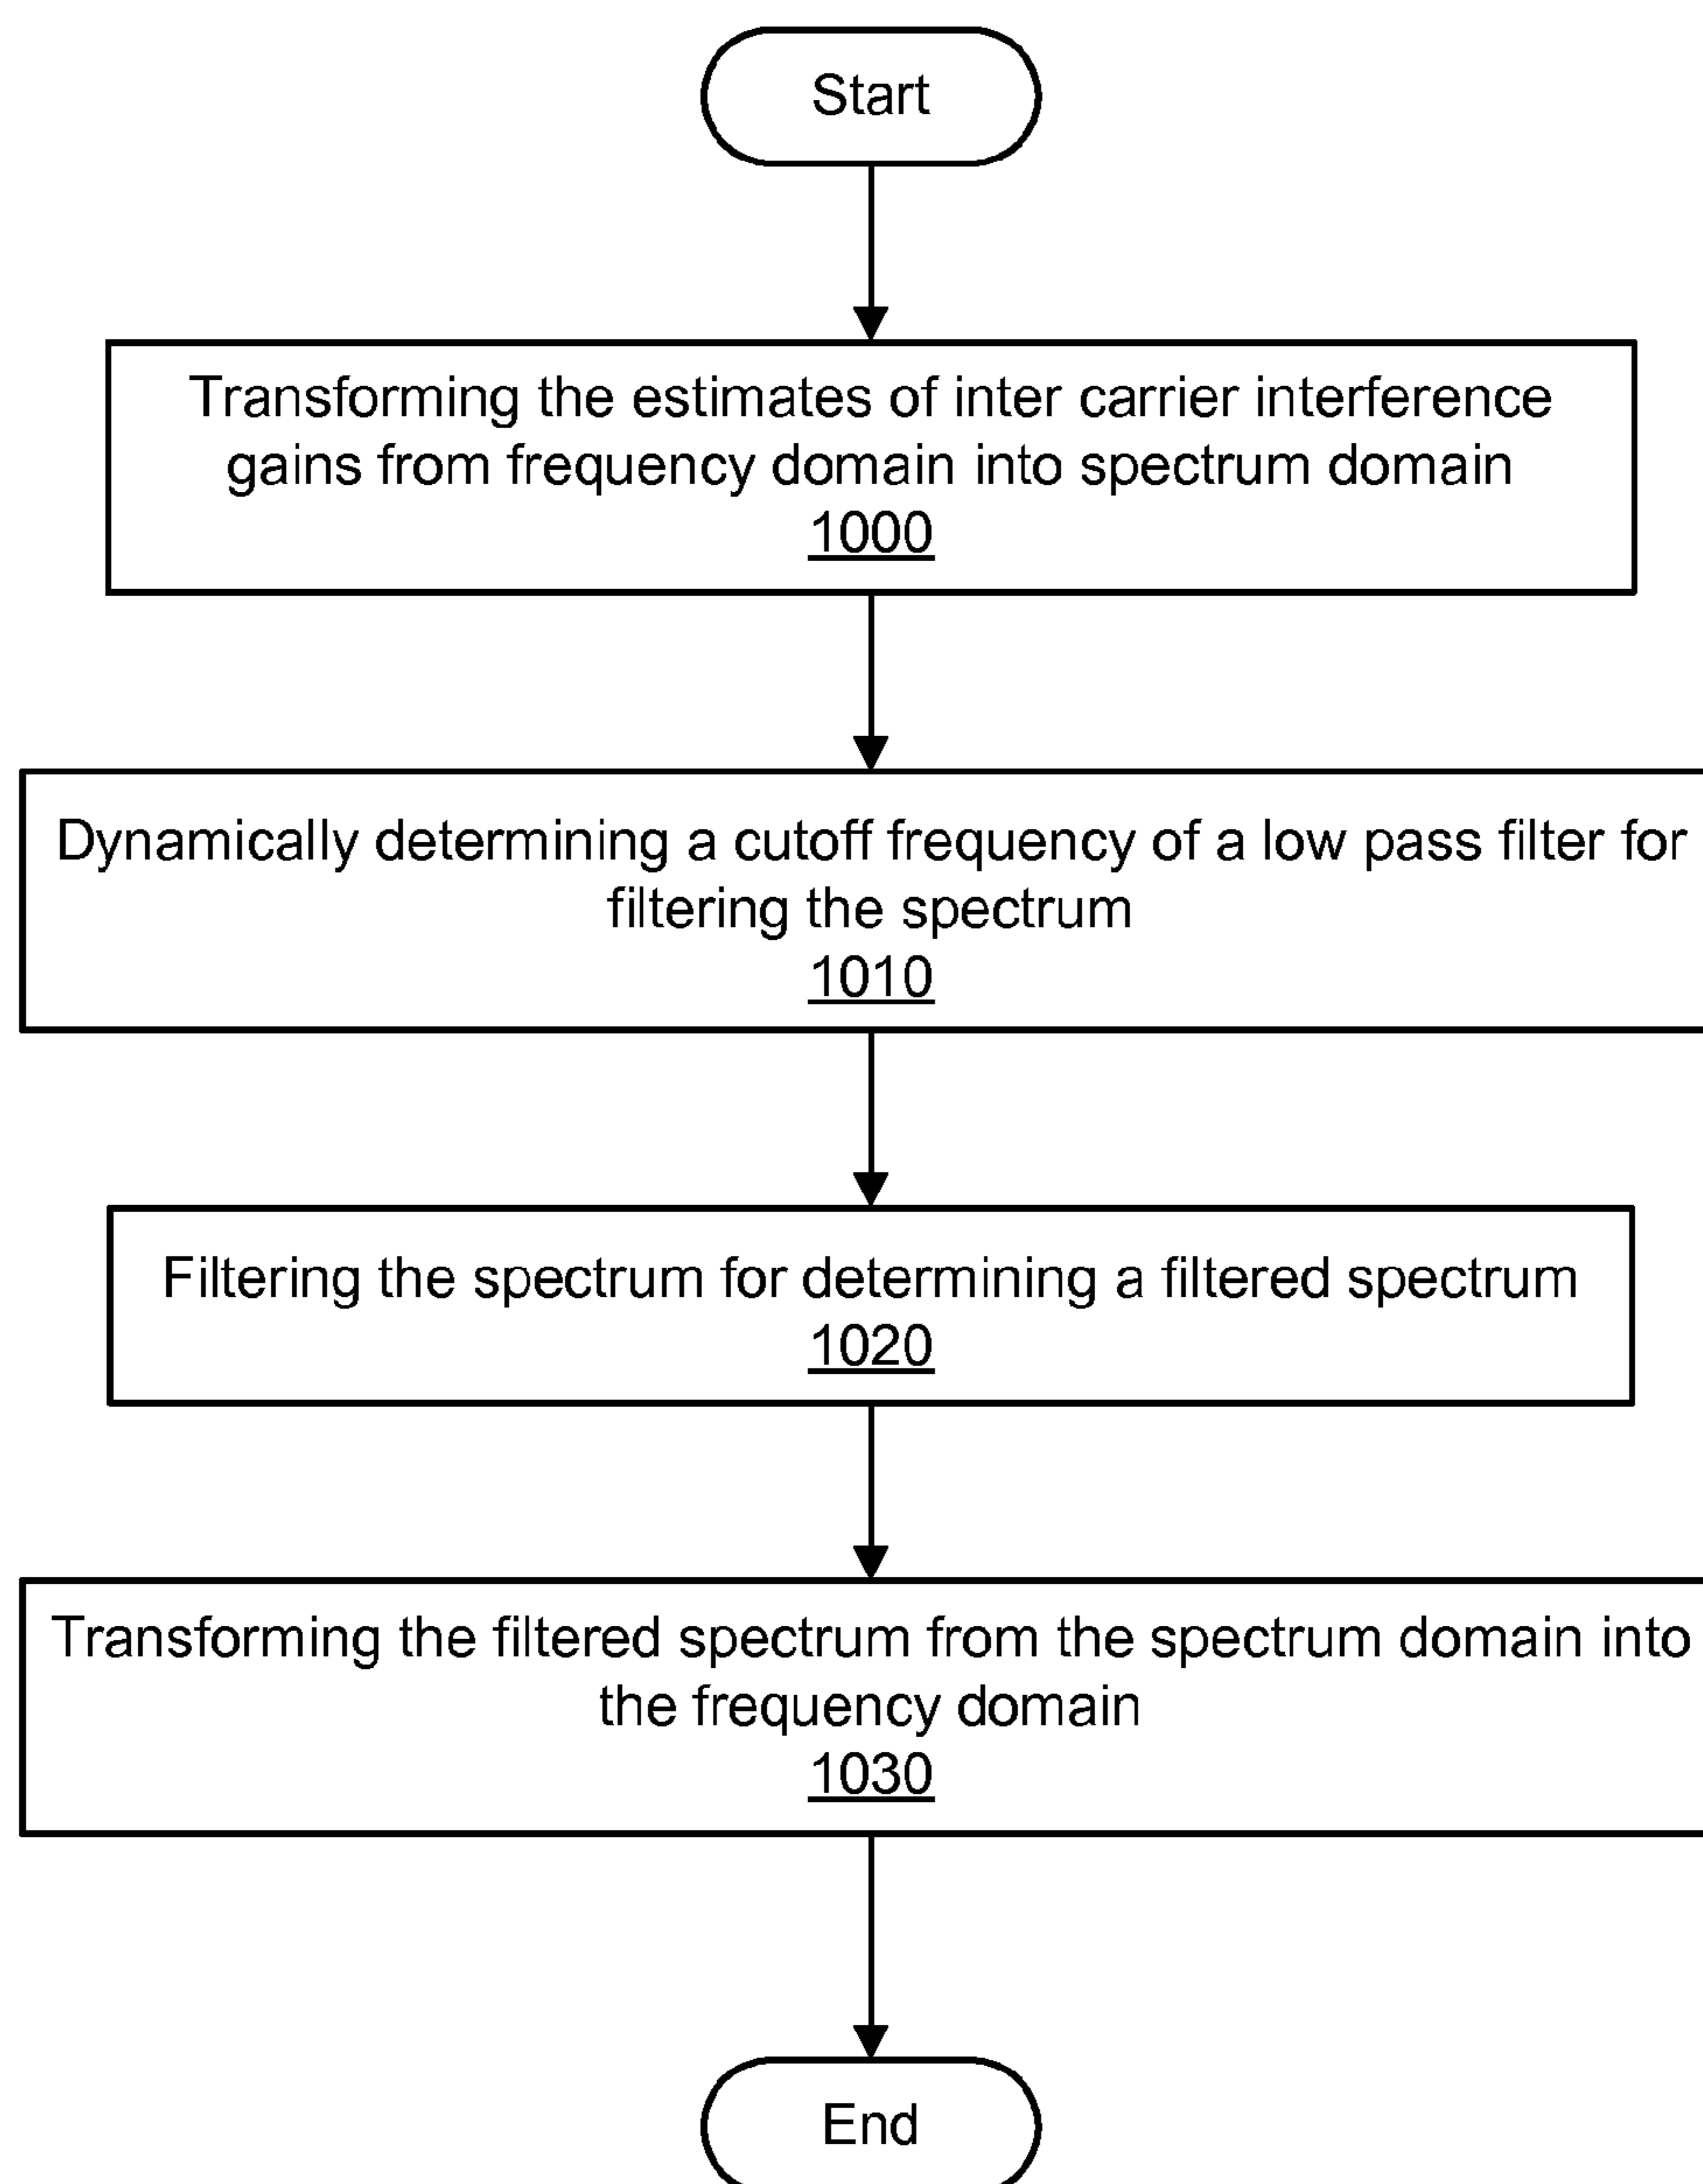 Start
Transforming the estimates of inter carrier interference
gains from frequency domain into spectrum domain
1000
Dynamically determining a cutoff frequency of a low pass filter for
filtering the spectrum
1010
Filtering the spectrum for determining a filtered spectrum
1020
Transforming the filtered spectrum from the spectrum domain into
the frequency domain
1030
End